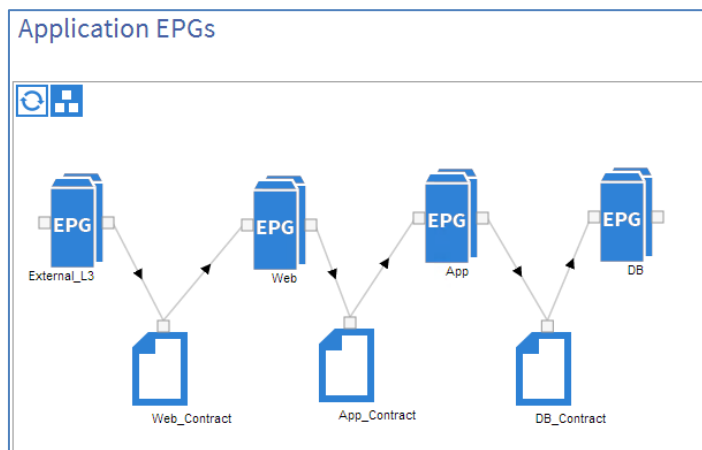 Application EPGs
EPG
EPG
EPG
EPG
External_L3
Web
App
DB
Web_Contract
App_Contract
DB_Contract